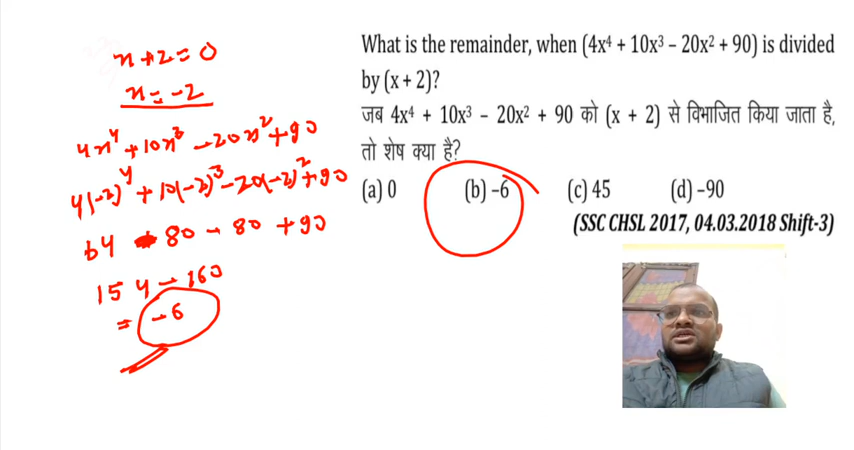 x+2=0
x=-2
4x⁴+10x³-20x²+90
4(-2)⁴+10(-2)³-20(-2)²+90
64 - 80 - 80 +90
154-160
= -6
What is the remainder, when (4x⁴ + 10x³ – 20x² + 90) is divided
by (x + 2)?
जब 4x⁴ + 10x³ – 20x² + 90 को (x + 2) से विभाजित किया जाता है,
तो शेष क्या है?
(a) 0 (b) –6 (c) 45 (d) –90
(SSC CHSL 2017, 04.03.2018 Shift-3)